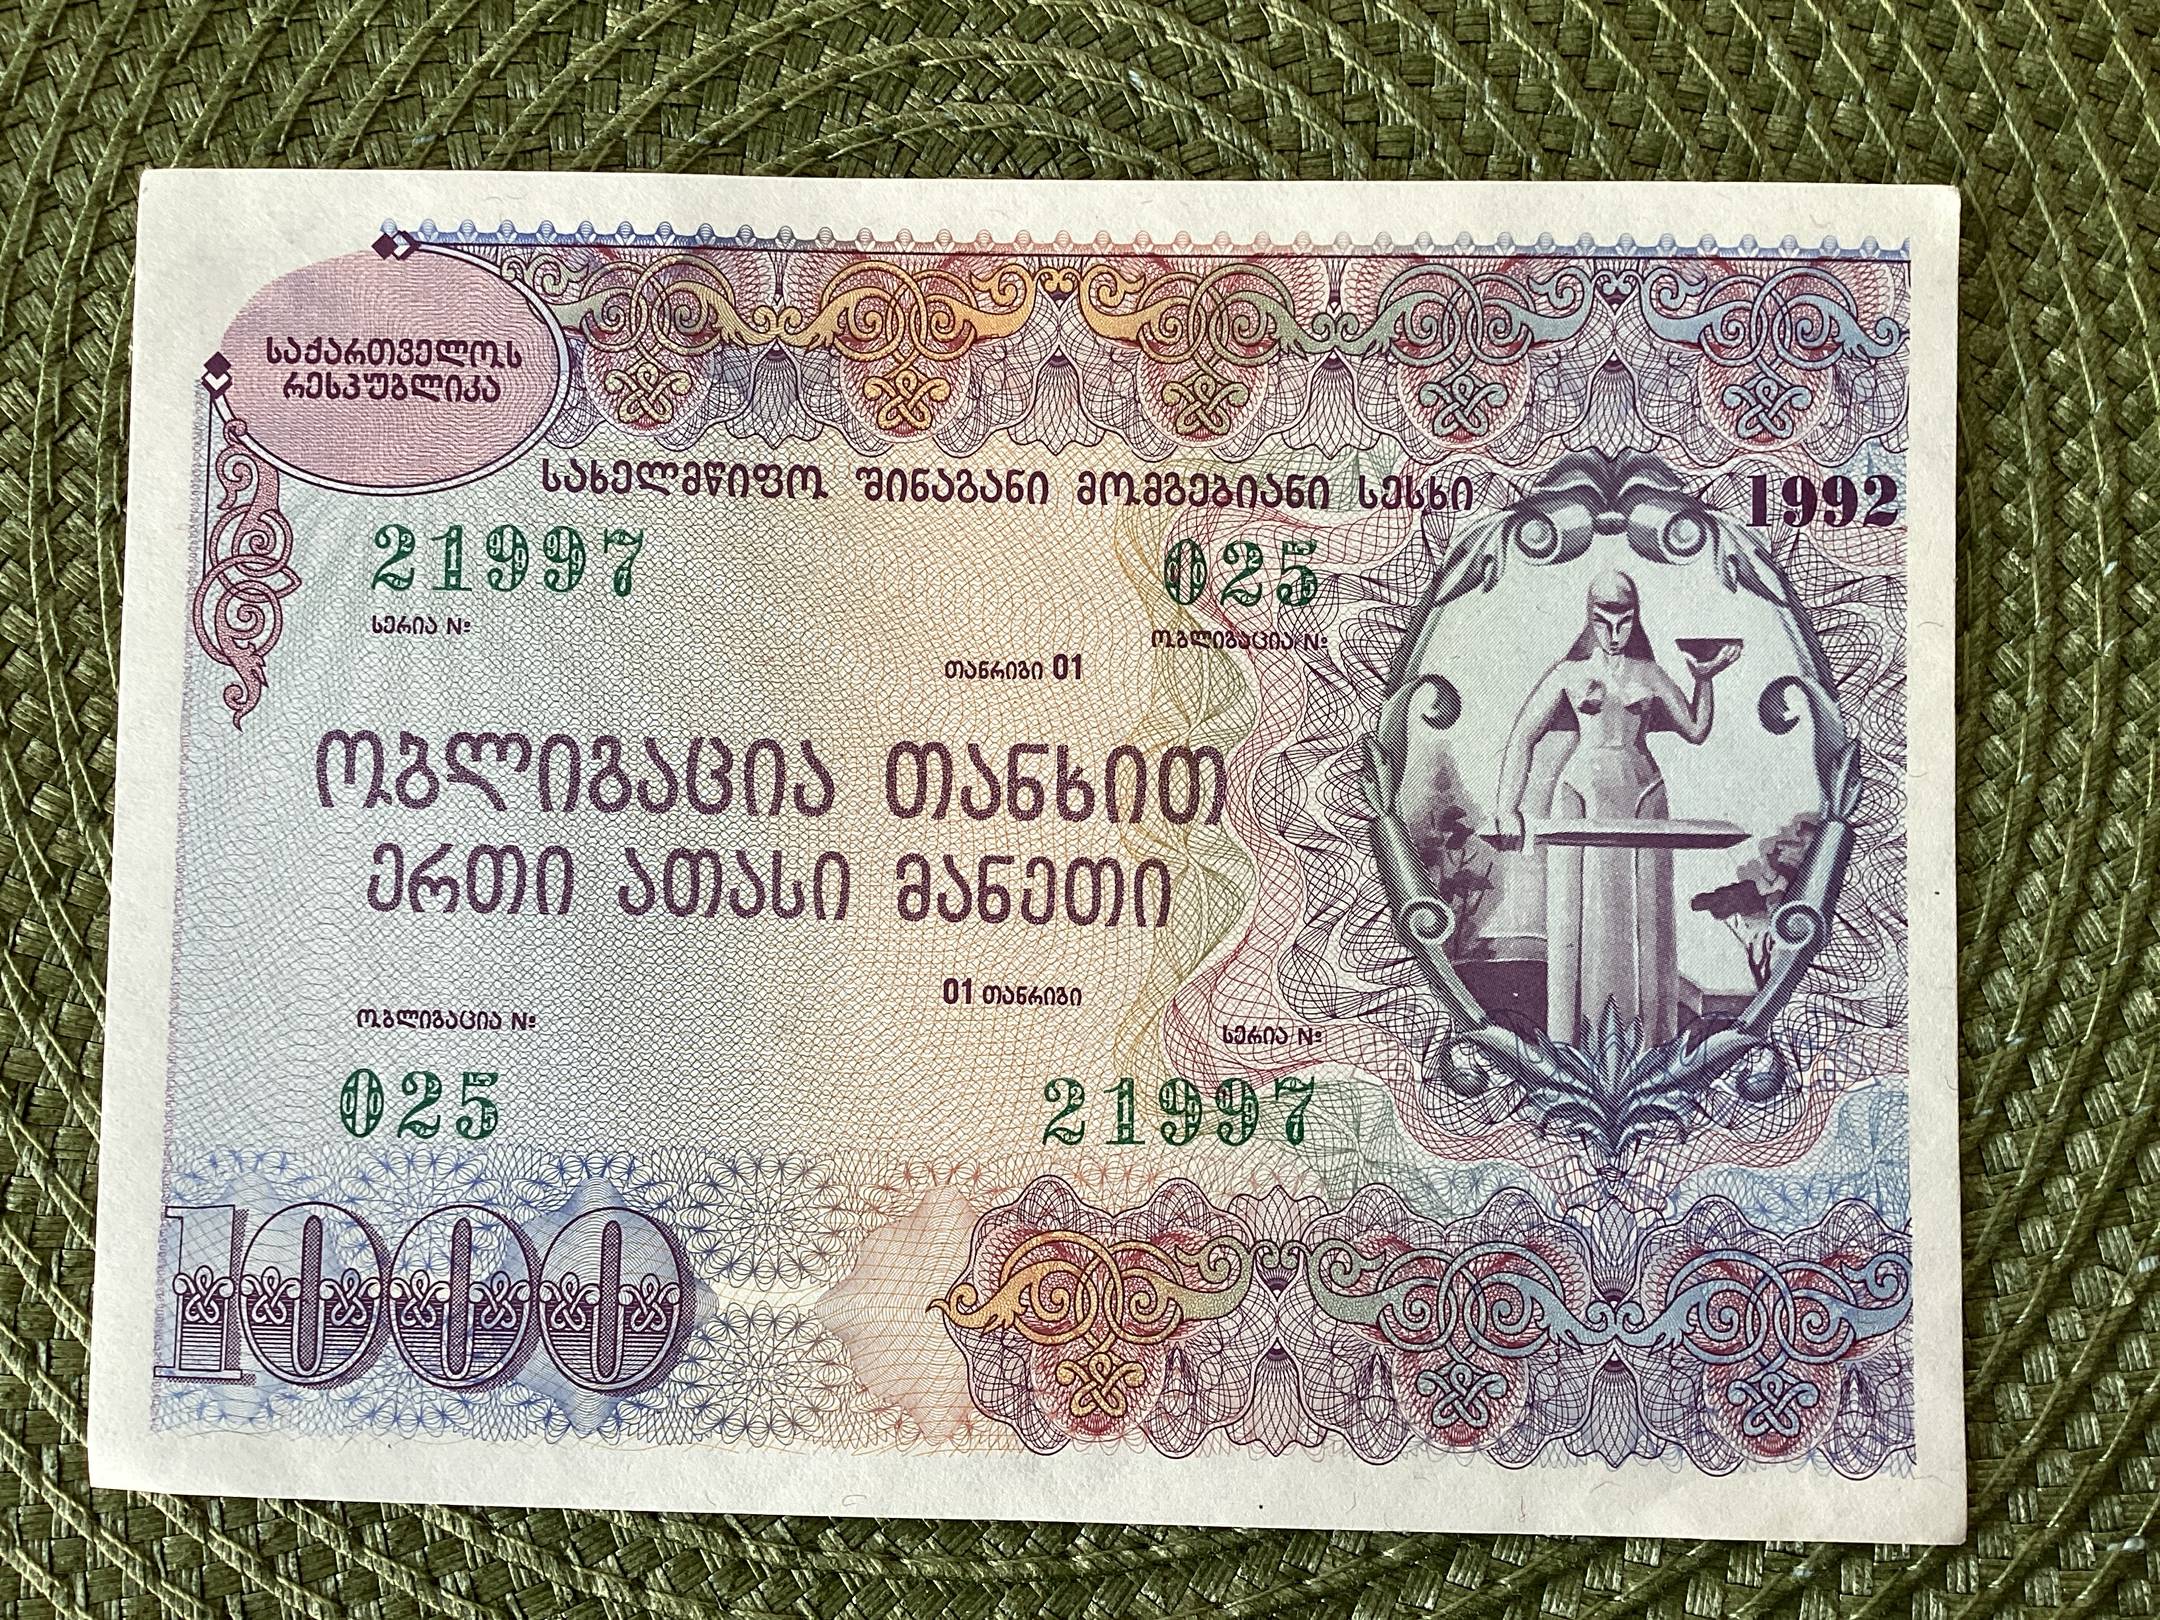 საქართველოს
რესპუბლიკა
სახელმწიფო შინაგანი მომგებიანი სესხი 1992
21997 025
სერია № ობლიგაცია №
თანრიგი 01
ობლიგაცია თანხით
ერთი ათასი მანეთი
01 თანრიგი
ობლიგაცია № სერია №
025 21997
1000